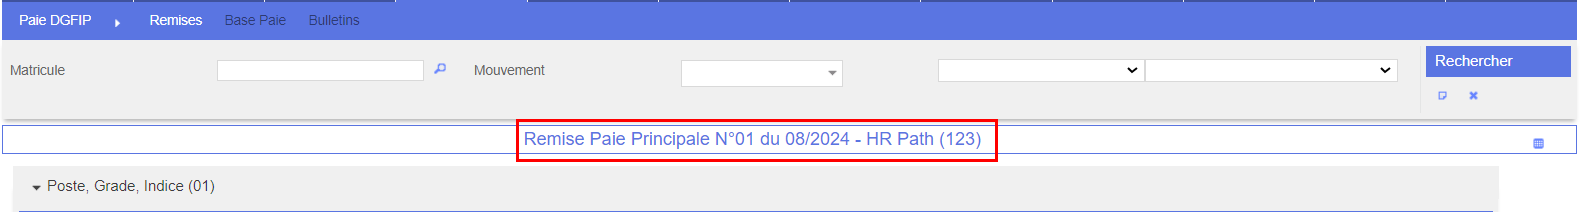 Paie DGFIP Remises Base Paie Bulletins
Matricule Mouvement Rechercher
Remise Paie Principale N°01 du 08/2024 - HR Path (123)
Poste, Grade, Indice (01)